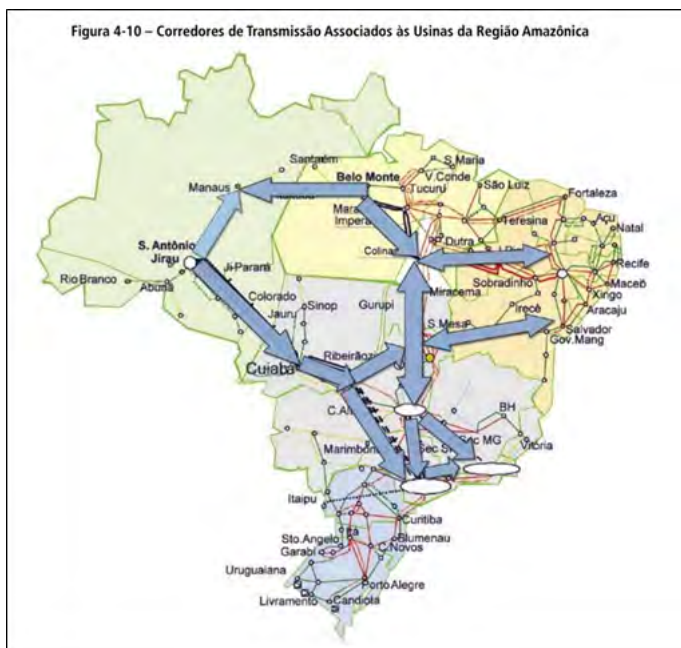 Figura 4-10 – Corredores de Transmissão Associados às Usinas da Região Amazônica
Santarém
S.Maria
Belo Monte
V.Conde
Manaus
Tucuruí
São Luiz
Fortaleza
Imperá
Teresina
Açu
Natal
S. Antônio
Jirau
Dutra
Colinas
Ji-Paraná
Recife
Rio Branco
Abunã
Sobradinho
Maceió
Colorado
Sinop
Gurupi
Miracema
Xingo
Jauru
Irecê
Aracaju
S.Mesa
Salvador
Gov.Mang
Cuiabá
BH
Vitória
Itaipu
Curitiba
Sto.Angelo
Blumenau
Garabi
C.Novos
Uruguaiana
Porto Alegre
Livramento
Candiota